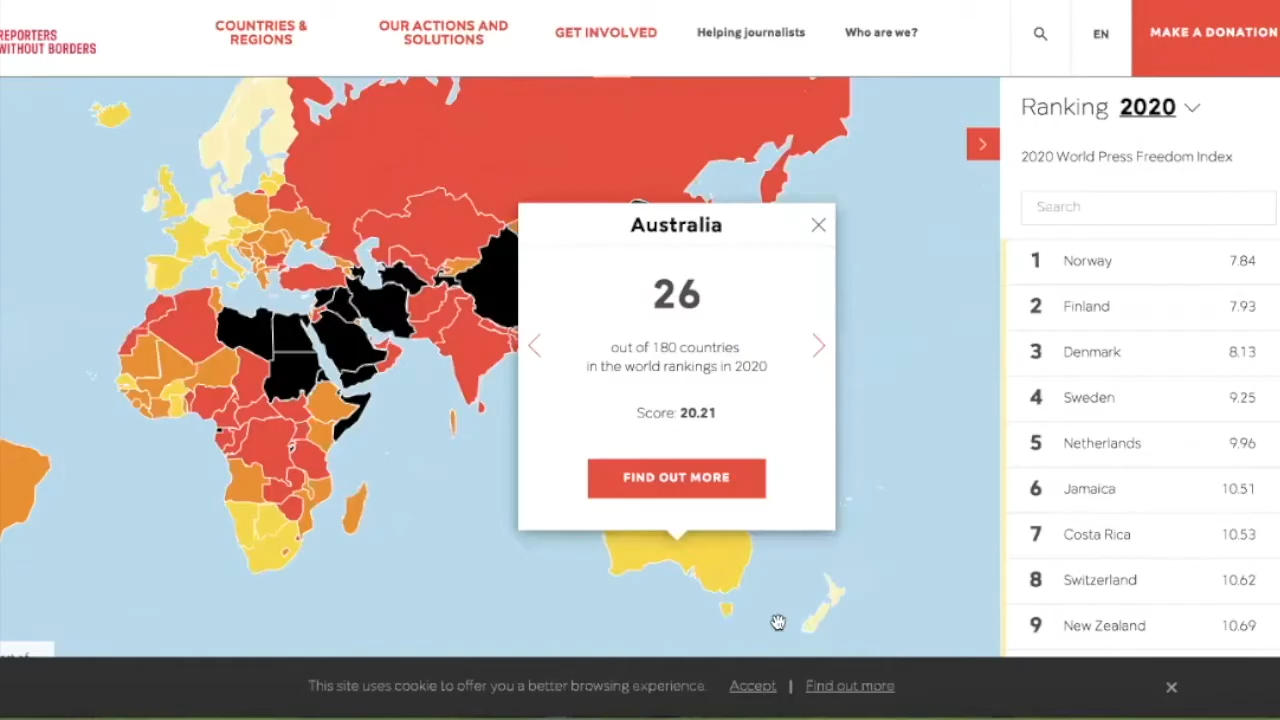 REPORTERS
WITHOUT BORDERS
COUNTRIES &
REGIONS
OUR ACTIONS AND
SOLUTIONS
GET INVOLVED
Helping journalists
Who are we?
EN
MAKE A DONATION
Ranking 2020
2020 World Press Freedom Index
Search
1 Norway 7.84
2 Finland 7.93
3 Denmark 8.13
4 Sweden 9.25
5 Netherlands 9.96
6 Jamaica 10.51
7 Costa Rica 10.53
8 Switzerland 10.62
9 New Zealand 10.69
Australia
26
out of 180 countries
in the world rankings in 2020
Score: 20.21
FIND OUT MORE
This site uses cookie to offer you a better browsing experience. Accept | Find out more